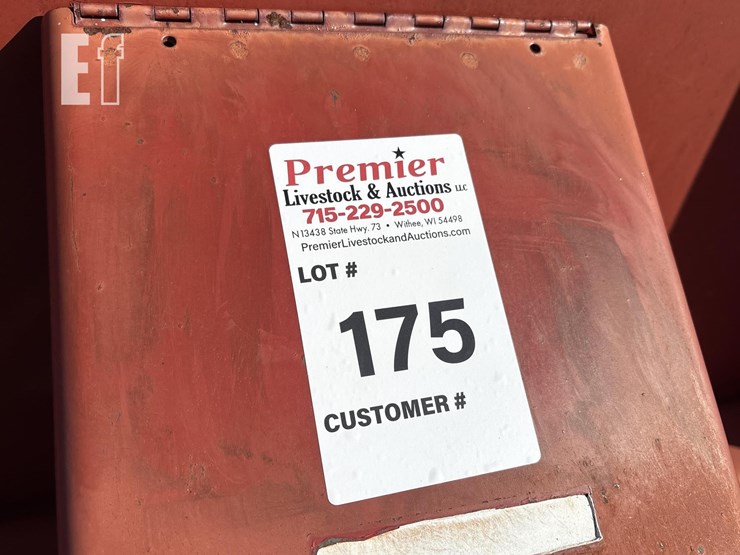 Ef
Premier
Livestock & Auctions LLC
715-229-2500
N13438 State Hwy. 73 • Withee, WI 54498
PremierLivestockandAuctions.com
LOT #
175
CUSTOMER #